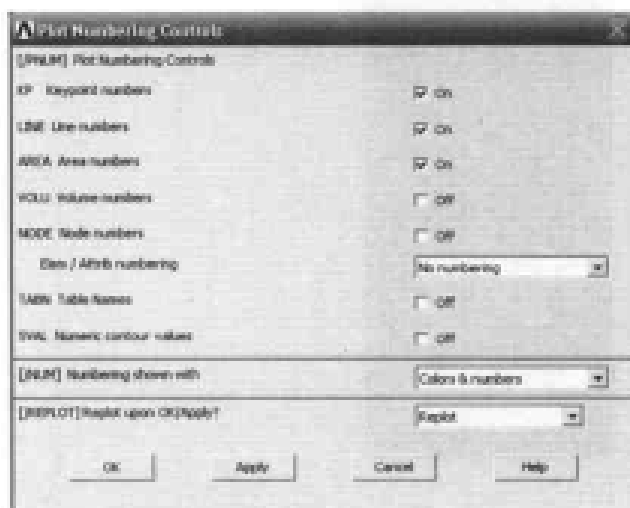 Plot Numbering Controls
[/PNUM] Plot Numbering Controls
KP Keypoint numbers On
LINE Line numbers On
AREA Area numbers On
VOLU Volume numbers Off
NODE Node numbers Off
Elem / Attrib numbering No numbering
TABN Table Names Off
SVAL Numeric contour values Off
[/NUM] Numbering shown with Colors & numbers
[/REPLOT] Replot upon OK/Apply? Replot
OK Apply Cancel Help